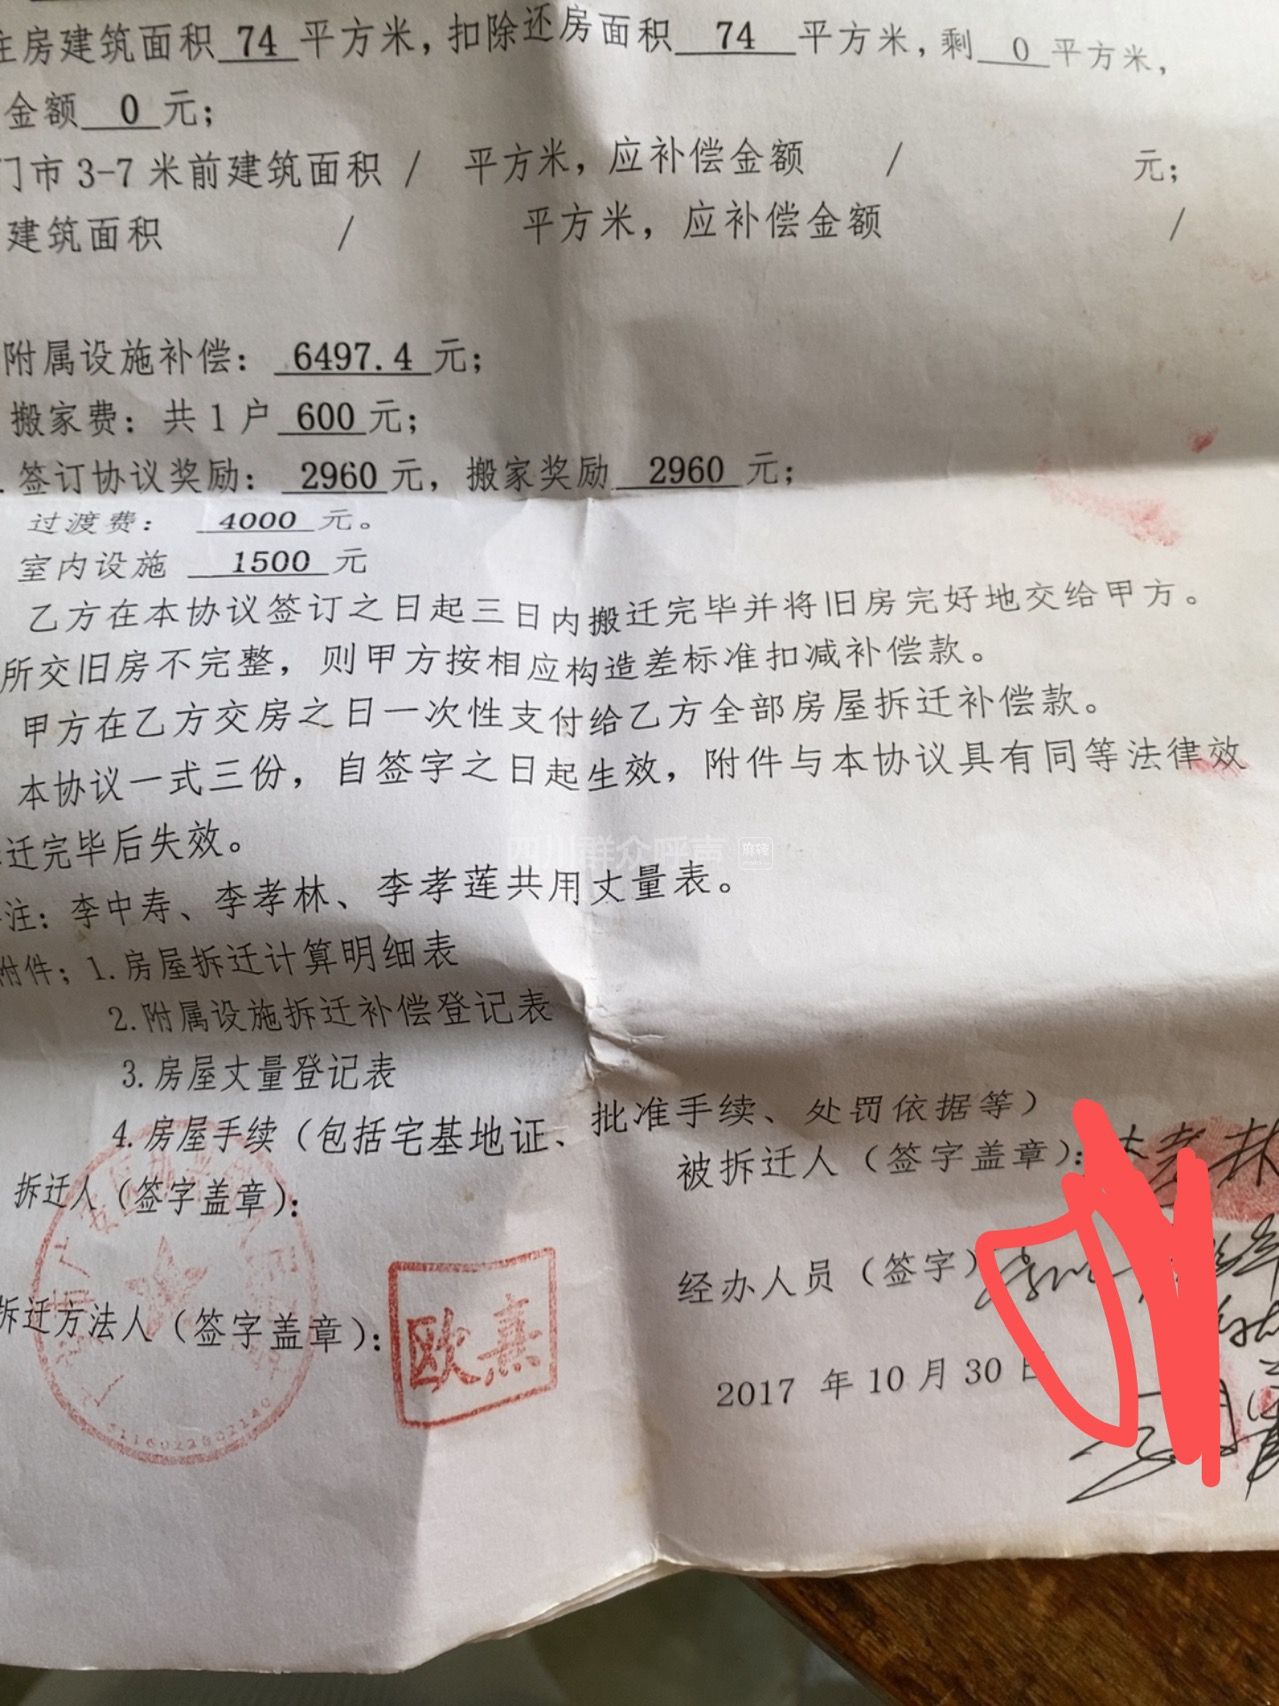 住房建筑面积 74 平方米，扣除还房面积 74 平方米，剩 0 平方米，
金额 0 元；
门市3-7米前建筑面积 / 平方米，应补偿金额 / 元；
建筑面积 / 平方米，应补偿金额 /
附属设施补偿： 6497.4 元；
搬家费：共1户 600 元；
签订协议奖励： 2960 元，搬家奖励 2960 元；
过渡费： 4000 元。
室内设施 1500 元
乙方在本协议签订之日起三日内搬迁完毕并将旧房完好地交给甲方。
所交旧房不完整，则甲方按相应构造差标准扣减补偿款。
甲方在乙方交房之日一次性支付给乙方全部房屋拆迁补偿款。
本协议一式三份，自签字之日起生效，附件与本协议具有同等法律效
迁完毕后失效。
四川群众呼声 麻辣
注：李中寿、李孝林、李孝莲共用丈量表。
附件；1.房屋拆迁计算明细表
2.附属设施拆迁补偿登记表
3.房屋丈量登记表
4.房屋手续（包括宅基地证、批准手续、处罚依据等）
拆迁人（签字盖章）： 被拆迁人（签字盖章）：
经办人员（签字）
拆迁方法人（签字盖章）： 欧熹
2017 年 10 月 30 日